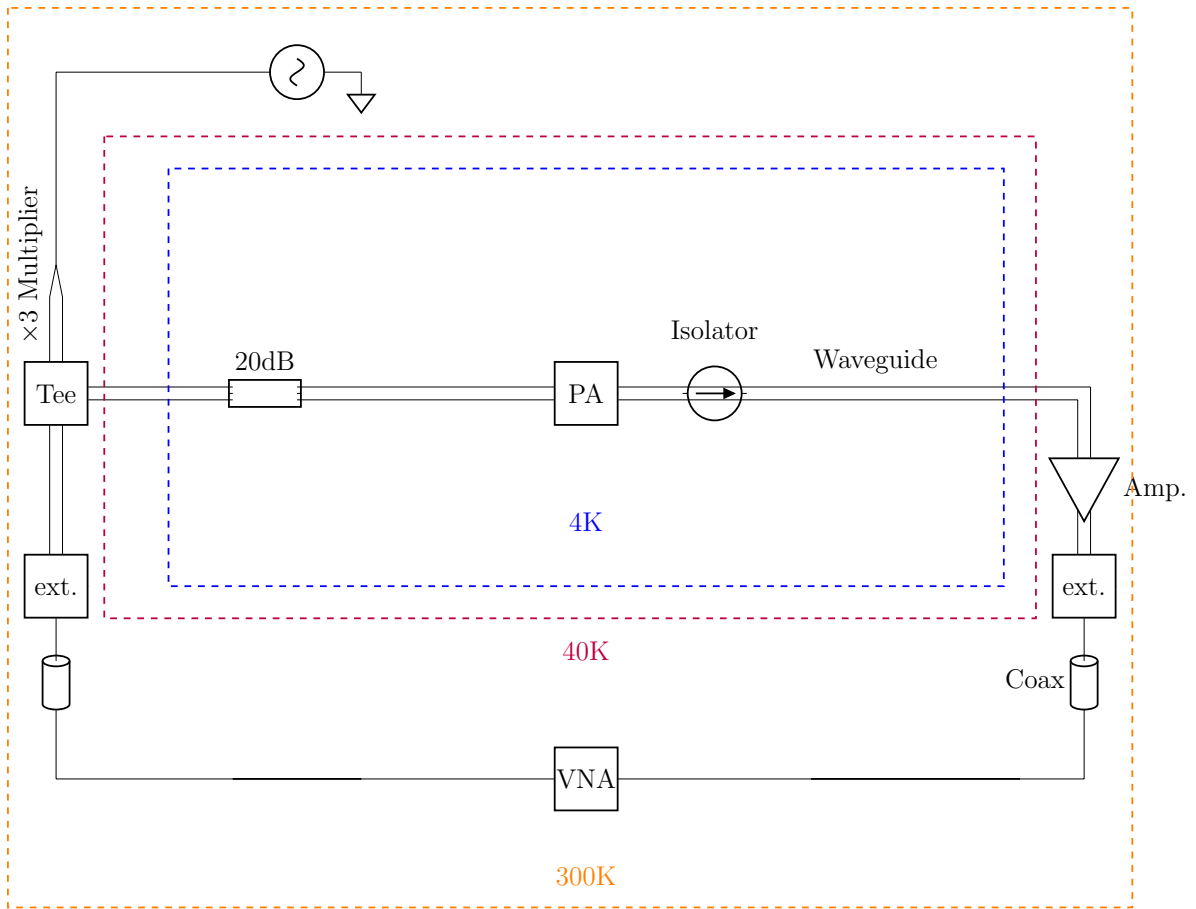 ×3 Multiplier
Isolator
20dB
Waveguide
Tee
PA
Amp.
4K
ext.
ext.
40K
Coax
VNA
300K